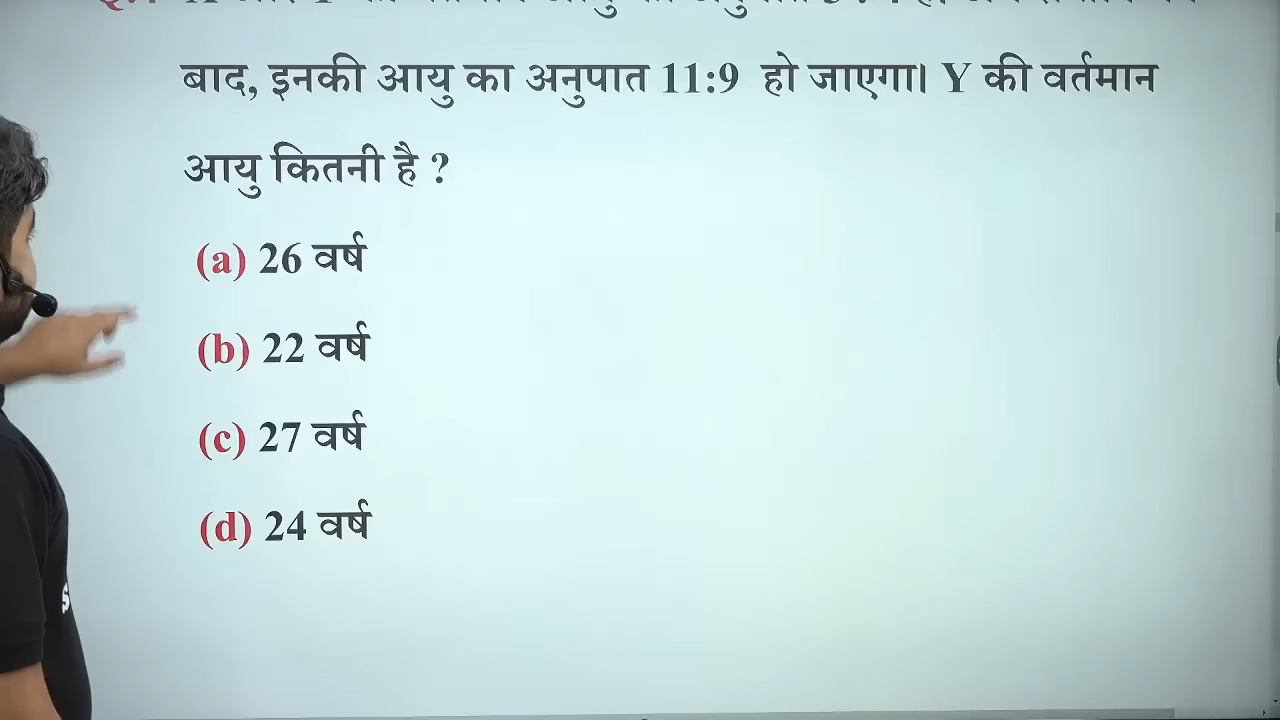 बाद, इनकी आयु का अनुपात 11:9 हो जाएगा। Y की वर्तमान
आयु कितनी है ?
(a) 26 वर्ष
(b) 22 वर्ष
(c) 27 वर्ष
(d) 24 वर्ष